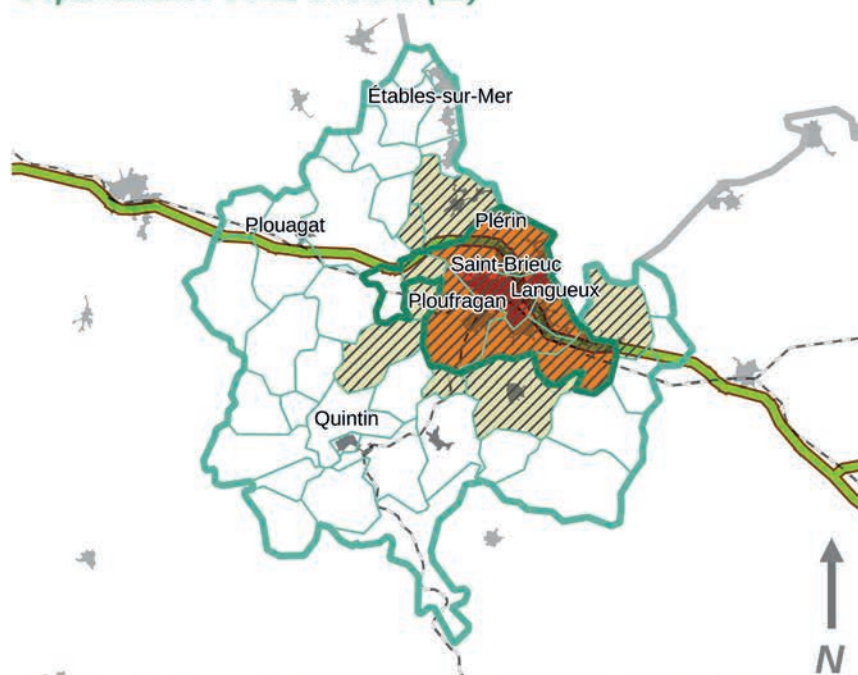 Étables-sur-Mer
Plouagat
Plérin
Saint-Brieuc
Langueux
Ploufragan
Quintin
N